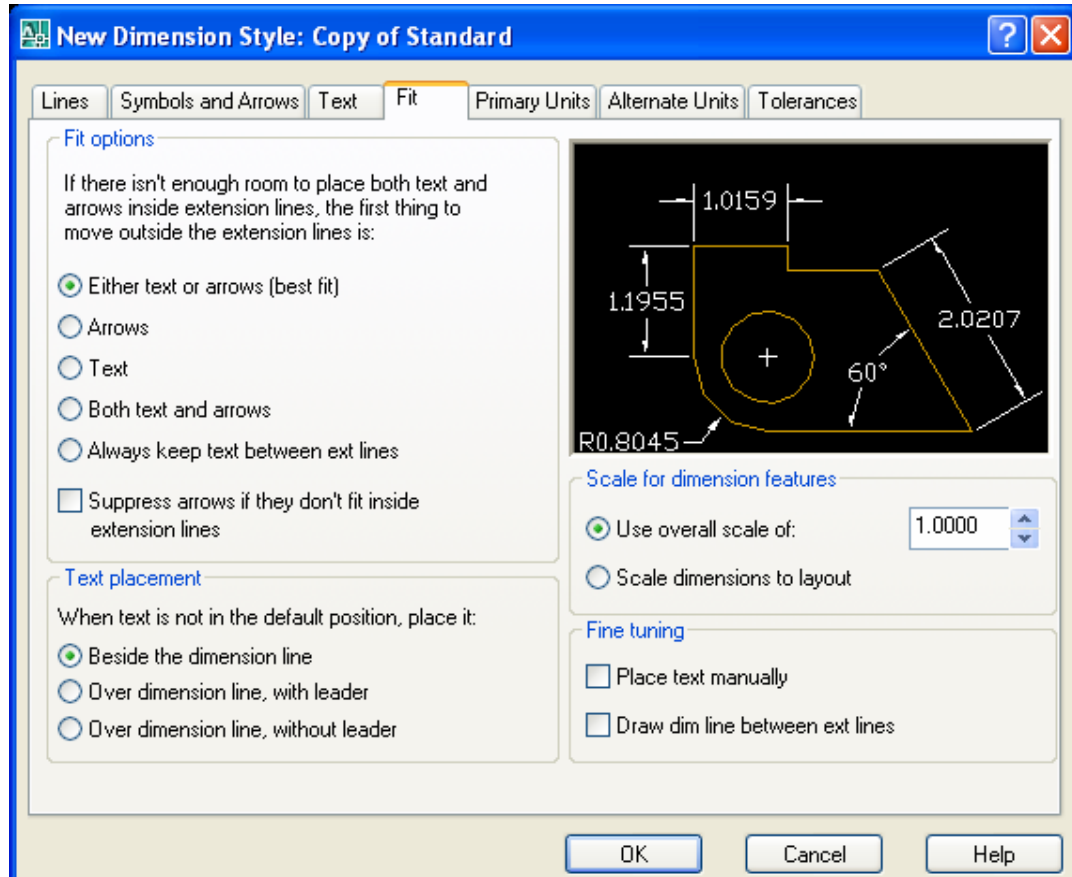 New Dimension Style: Copy of Standard
Lines Symbols and Arrows Text Fit Primary Units Alternate Units Tolerances
Fit options
If there isn't enough room to place both text and
arrows inside extension lines, the first thing to
move outside the extension lines is:
Either text or arrows (best fit)
Arrows
Text
Both text and arrows
Always keep text between ext lines
Suppress arrows if they don't fit inside
extension lines
Text placement
When text is not in the default position, place it:
Beside the dimension line
Over dimension line, with leader
Over dimension line, without leader
1.0159
1.1955
2.0207
60°
R0.8045
Scale for dimension features
Use overall scale of: 1.0000
Scale dimensions to layout
Fine tuning
Place text manually
Draw dim line between ext lines
OK Cancel Help